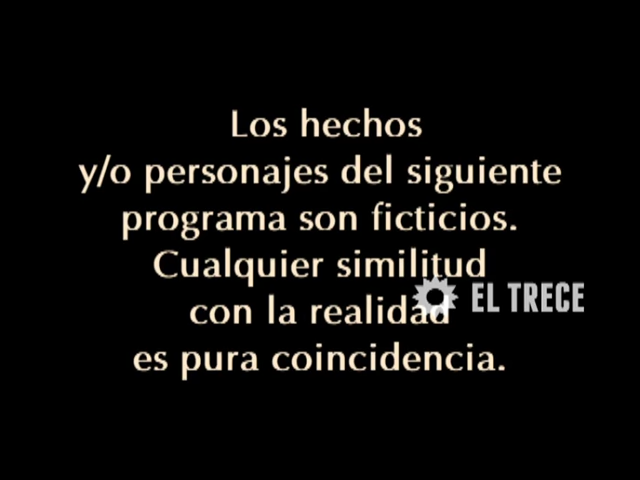 Los hechos
y/o personajes del siguiente
programa son ficticios.
Cualquier similitud
con la realidad
es pura coincidencia.
EL TRECE